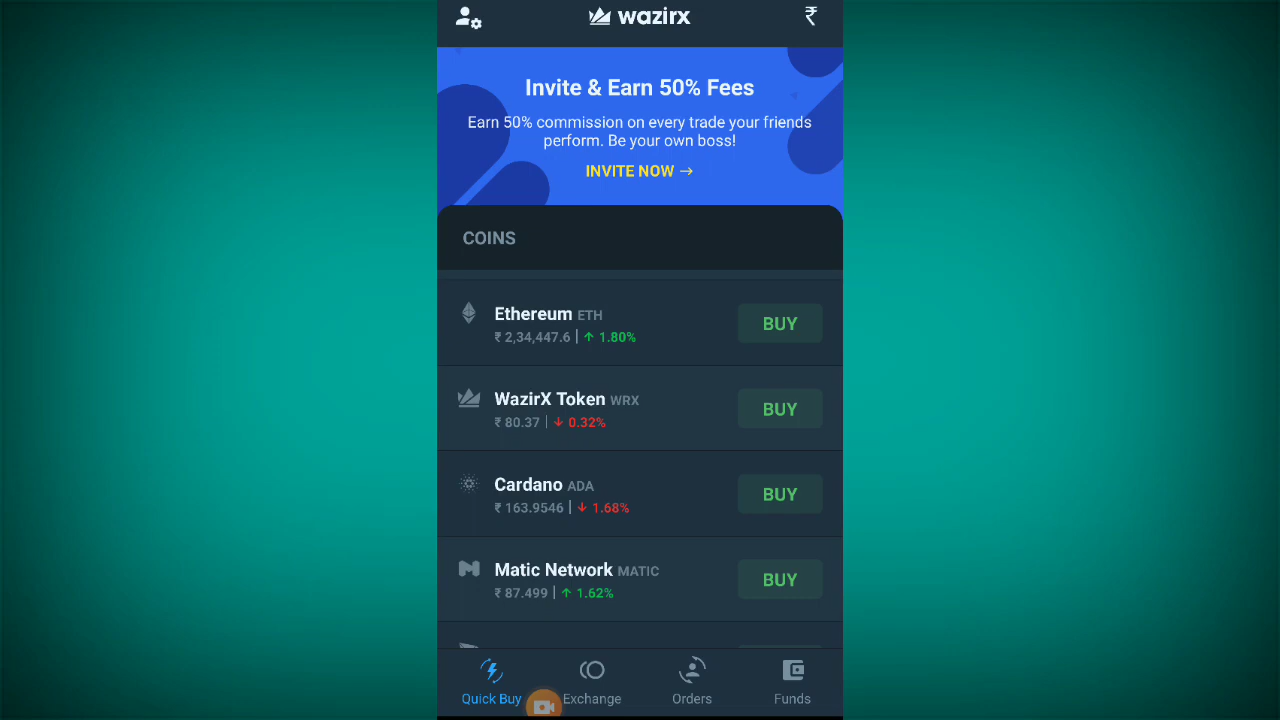 wazirx ₹
Invite & Earn 50% Fees
Earn 50% commission on every trade your friends
perform. Be your own boss!
INVITE NOW →
COINS
Ethereum ETH
₹ 2,34,447.6 | ↑ 1.80%
BUY
WazirX Token WRX
₹ 80.37 | ↓ 0.32%
BUY
Cardano ADA
₹ 163.9546 | ↓ 1.68%
BUY
Matic Network MATIC
₹ 87.499 | ↑ 1.62%
BUY
Quick Buy Exchange Orders Funds